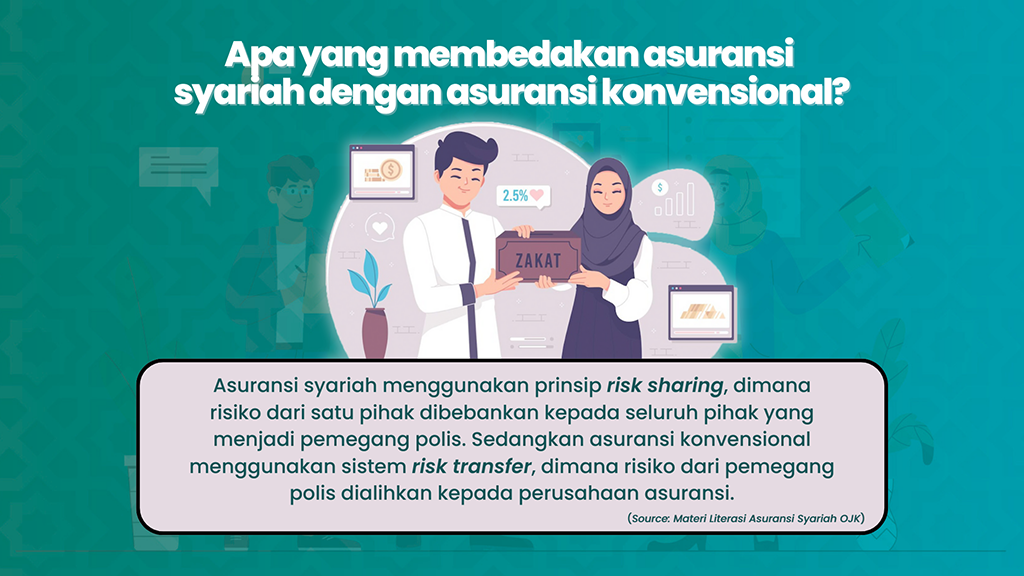 Apa yang membedakan asuransi
syariah dengan asuransi konvensional?
2.5%
$
$
ZAKAT
Asuransi syariah menggunakan prinsip risk sharing, dimana
risiko dari satu pihak dibebankan kepada seluruh pihak yang
menjadi pemegang polis. Sedangkan asuransi konvensional
menggunakan sistem risk transfer, dimana risiko dari pemegang
polis dialihkan kepada perusahaan asuransi.
(Source: Materi Literasi Asuransi Syariah OJK)